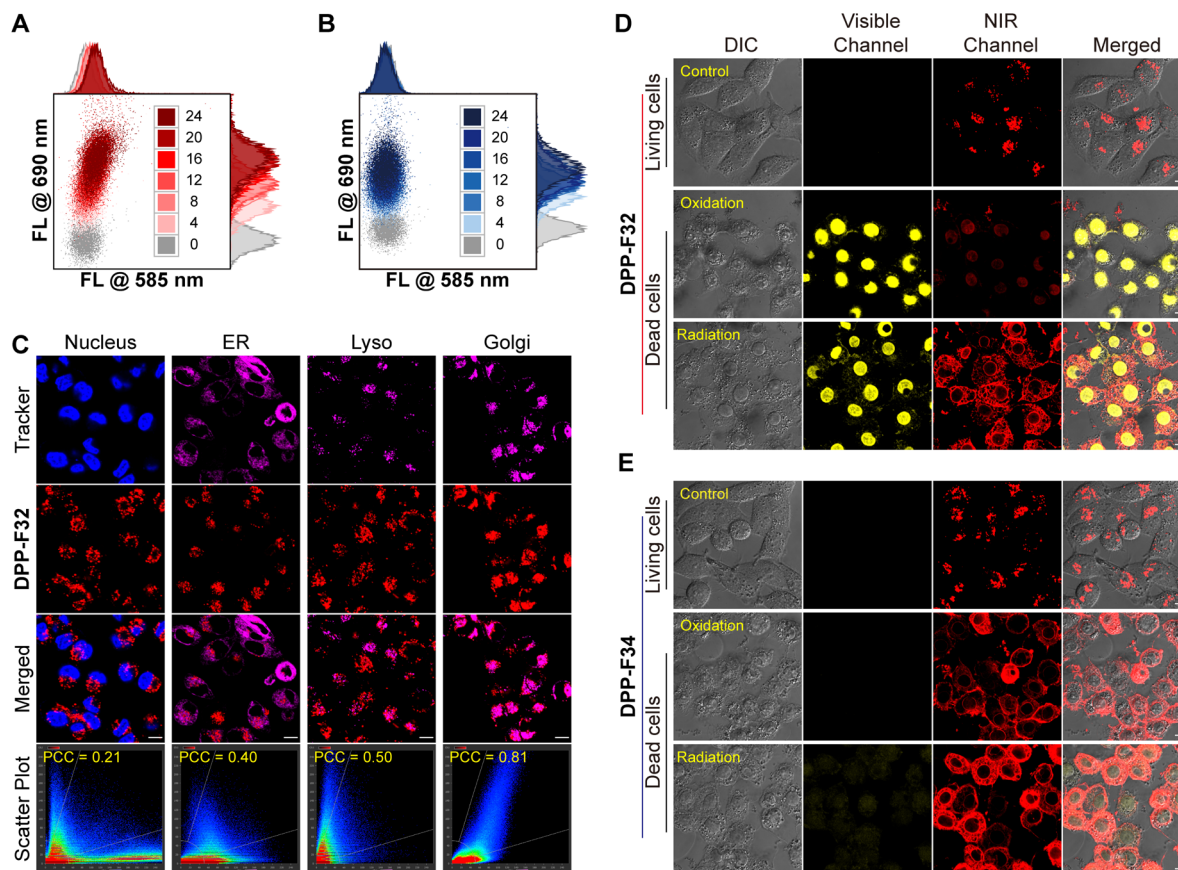 A
FL @ 690 nm
24
20
16
12
8
4
0
FL @ 585 nm
B
FL @ 690 nm
24
20
16
12
8
4
0
FL @ 585 nm
C
Nucleus
ER
Lyso
Golgi
Tracker
DPP-F32
Merged
Scatter Plot
PCC = 0.21
PCC = 0.40
PCC = 0.50
PCC = 0.81
D
DIC
Visible
Channel
NIR
Channel
Merged
DPP-F32
Living cells
Control
Dead cells
Oxidation
Radiation
E
DPP-F34
Living cells
Control
Dead cells
Oxidation
Radiation